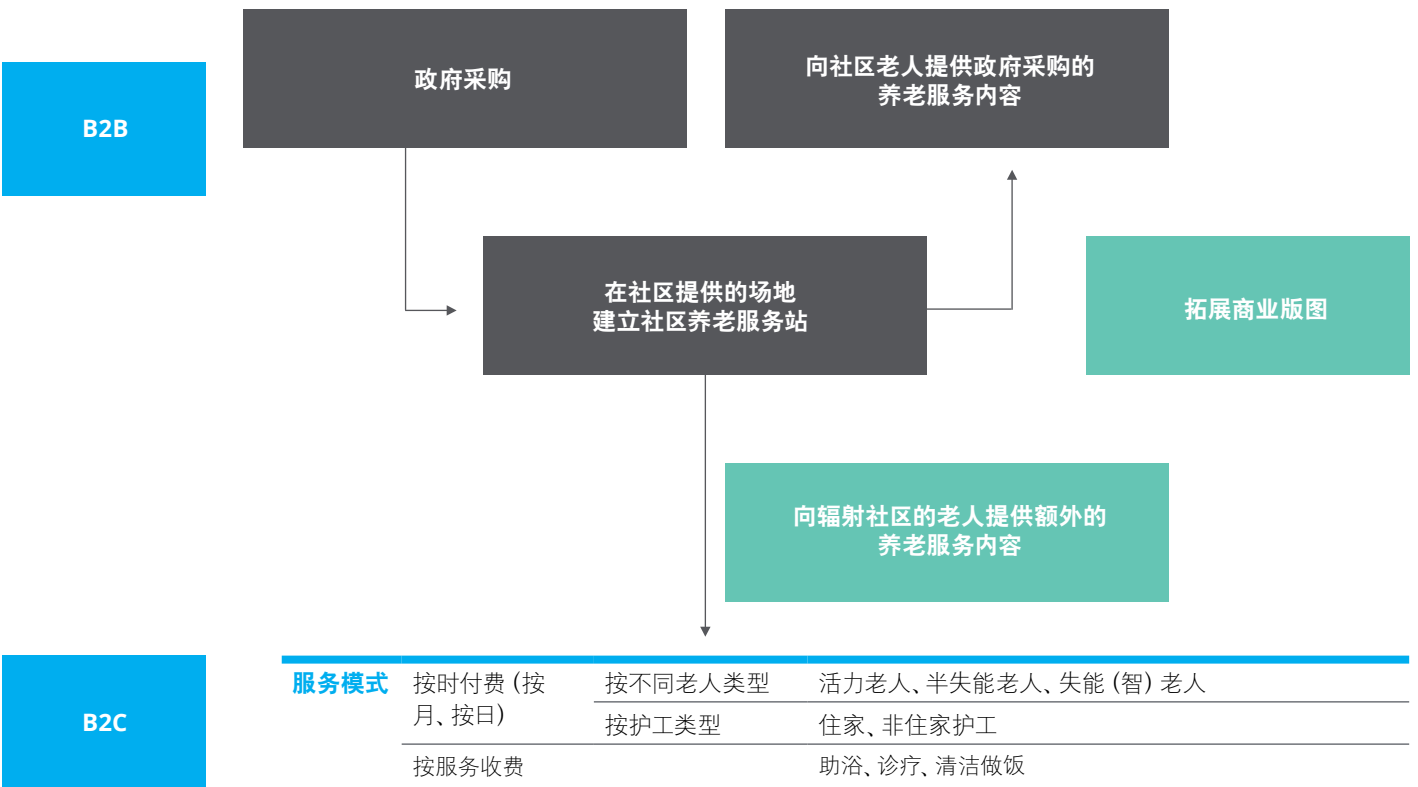 政府采购
向社区老人提供政府采购的
养老服务内容
B2B
在社区提供的场地
建立社区养老服务站
拓展商业版图
向辐射社区的老人提供额外的
养老服务内容
B2C
服务模式
按时付费 (按
月、按日)
按不同老人类型
活力老人、半失能老人、失能 (智) 老人
按护工类型
住家、非住家护工
按服务收费
助浴、诊疗、清洁做饭